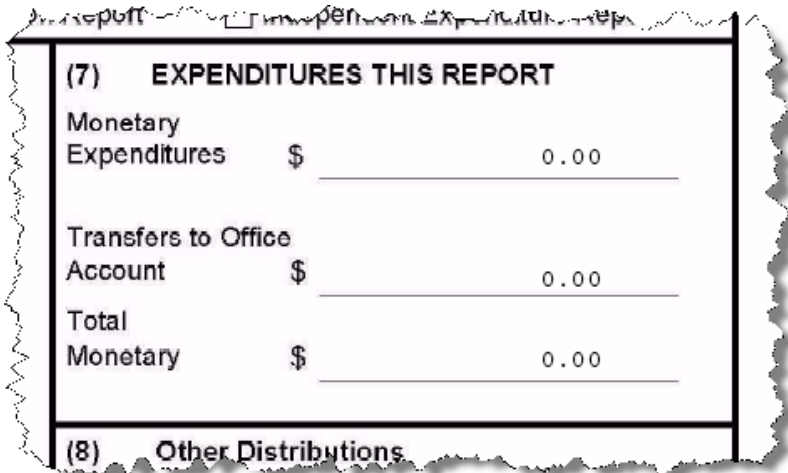 Report
(7) EXPENDITURES THIS REPORT
Monetary
Expenditures $ 0.00
Transfers to Office
Account $ 0.00
Total
Monetary $ 0.00
(8) Other Distributions